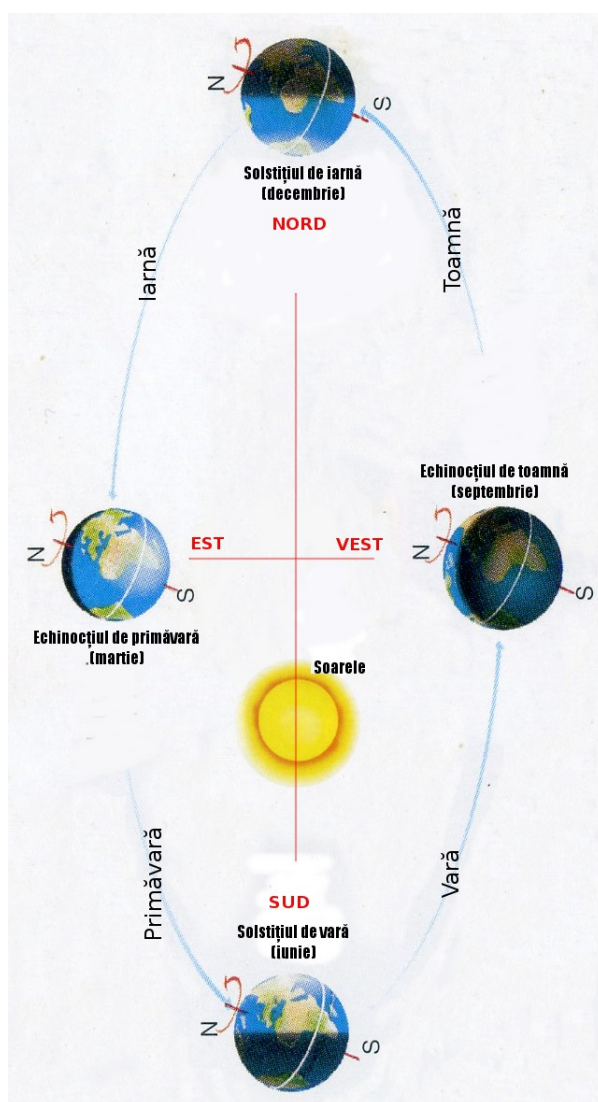 N
S
Solstițiul de iarnă
(decembrie)
NORD
Iarnă
Toamnă
Echinocțiul de toamnă
(septembrie)
N
S
EST
VEST
N
S
Echinocțiul de primăvară
(martie)
Soarele
Primăvară
Vară
SUD
Solstițiul de vară
(iunie)
N
S